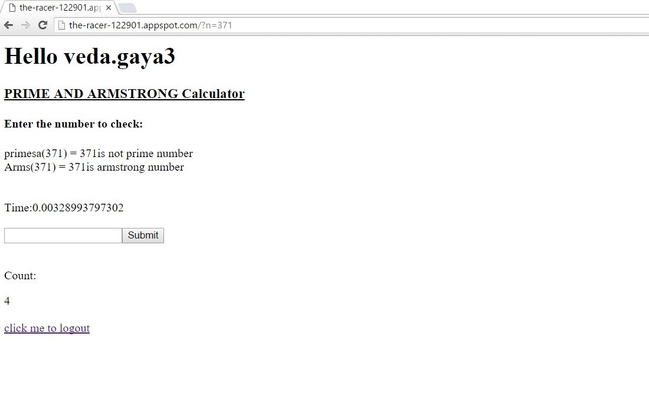 the-racer-122901.app
the-racer-122901.appspot.com/?n=371
Hello veda.gaya3
PRIME AND ARMSTRONG Calculator
Enter the number to check:
primesa(371) = 371is not prime number
Arms(371) = 371is armstrong number
Time:0.00328993797302
Submit
Count:
4
click me to logout